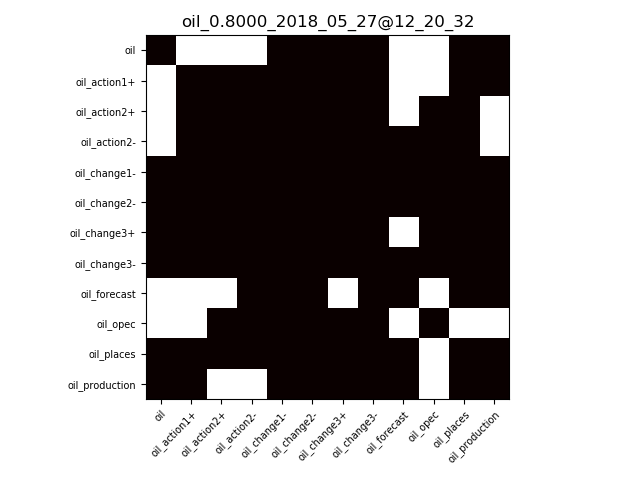 oil_0.8000_2018_05_27@12_20_32
oil
oil_action1+
oil_action2+
oil_action2-
oil_change1-
oil_change2-
oil_change3+
oil_change3-
oil_forecast
oil_opec
oil_places
oil_production
oil
oil_action1+
oil_action2+
oil_action2-
oil_change1-
oil_change2-
oil_change3+
oil_change3-
oil_forecast
oil_opec
oil_places
oil_production